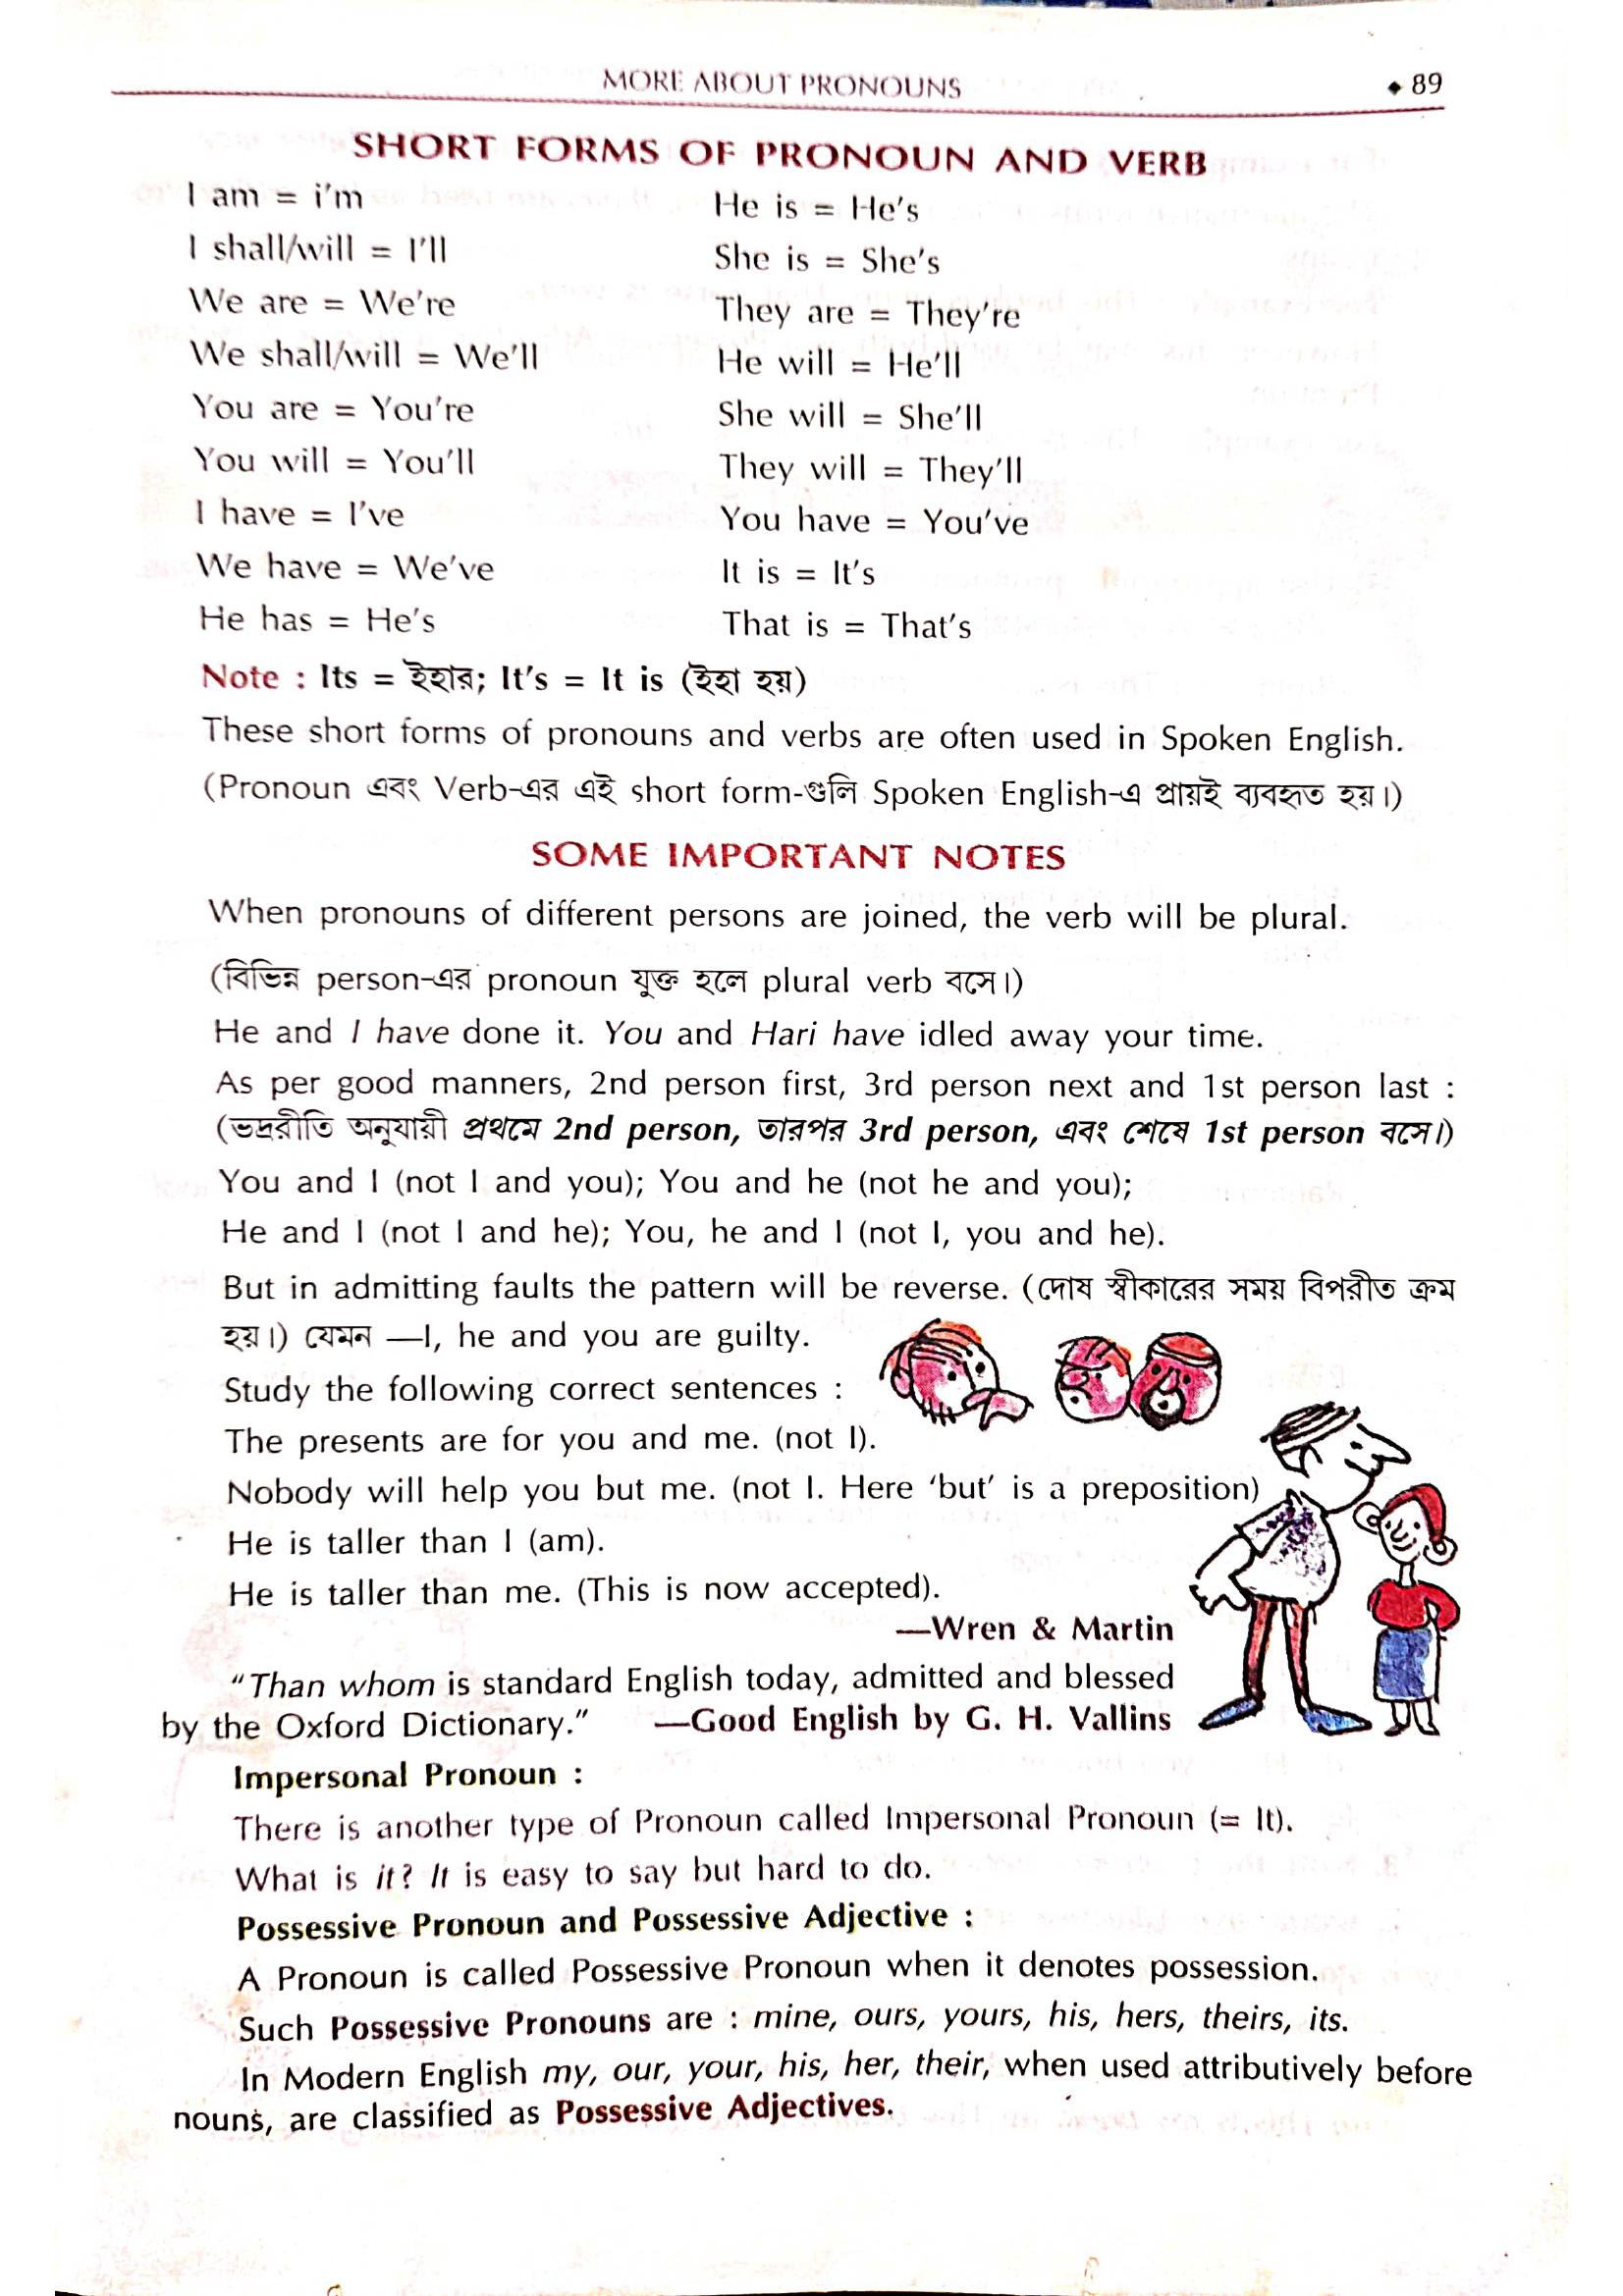 MORE ABOUT PRONOUNS ◆ 89
SHORT FORMS OF PRONOUN AND VERB
I am = i'm He is = He's
I shall/will = I'll She is = She's
We are = We're They are = They're
We shall/will = We'll He will = He'll
You are = You're She will = She'll
You will = You'll They will = They'll
I have = I've You have = You've
We have = We've It is = It's
He has = He's That is = That's
Note : Its = ইহার; It's = It is (ইহা হয়)
These short forms of pronouns and verbs are often used in Spoken English.
(Pronoun এবং Verb-এর এই short form-গুলি Spoken English-এ প্রায়ই ব্যবহৃত হয়।)
SOME IMPORTANT NOTES
When pronouns of different persons are joined, the verb will be plural.
(বিভিন্ন person-এর pronoun যুক্ত হলে plural verb বসে।)
He and I have done it. You and Hari have idled away your time.
As per good manners, 2nd person first, 3rd person next and 1st person last :
(ভদ্ররীতি অনুযায়ী প্রথমে 2nd person, তারপর 3rd person, এবং শেষে 1st person বসে।)
You and I (not I and you); You and he (not he and you);
He and I (not I and he); You, he and I (not I, you and he).
But in admitting faults the pattern will be reverse. (দোষ স্বীকারের সময় বিপরীত ক্রম
হয়।) যেমন —I, he and you are guilty.
Study the following correct sentences :
The presents are for you and me. (not I).
Nobody will help you but me. (not I. Here 'but' is a preposition)
He is taller than I (am).
He is taller than me. (This is now accepted).
—Wren & Martin
"Than whom is standard English today, admitted and blessed
by the Oxford Dictionary." —Good English by G. H. Vallins
Impersonal Pronoun :
There is another type of Pronoun called Impersonal Pronoun (= It).
What is it? It is easy to say but hard to do.
Possessive Pronoun and Possessive Adjective :
A Pronoun is called Possessive Pronoun when it denotes possession.
Such Possessive Pronouns are : mine, ours, yours, his, hers, theirs, its.
In Modern English my, our, your, his, her, their, when used attributively before
nouns, are classified as Possessive Adjectives.